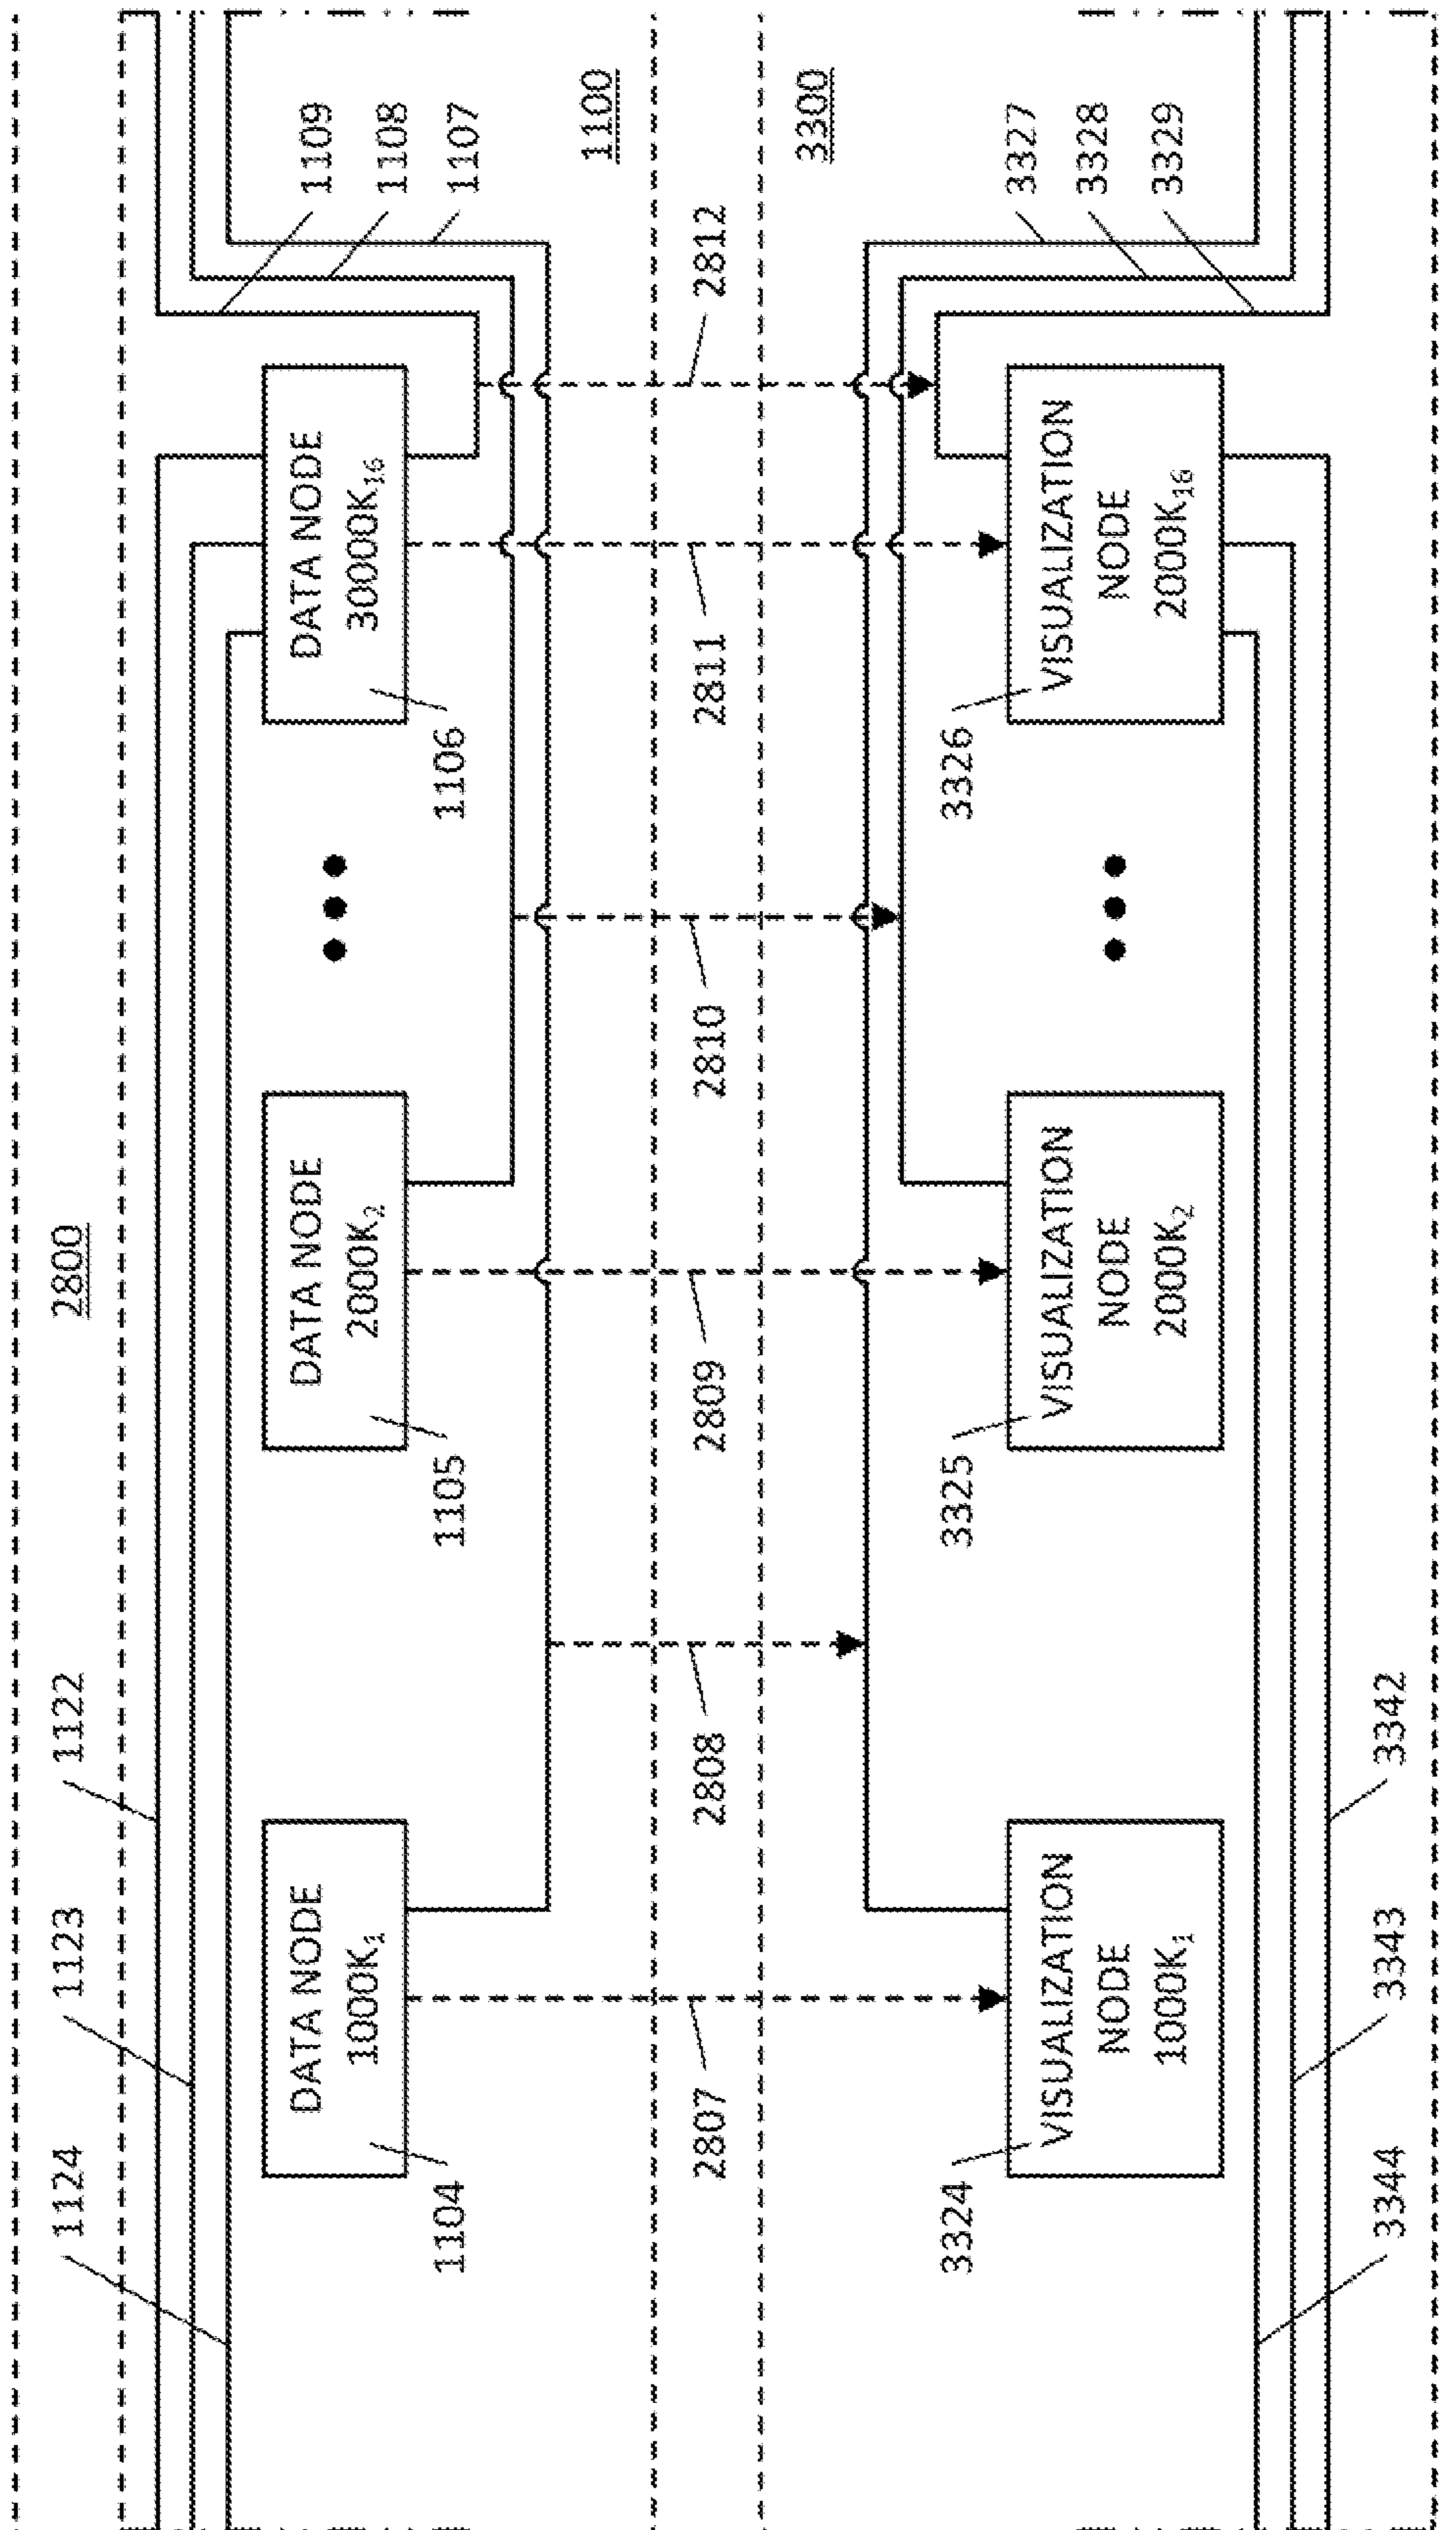 2800
1124
1123
1122
DATA NODE
1000K₁
1104
DATA NODE
2000K₂
1105
DATA NODE
30000K₁₆
1106
1109
1108
1107
1100
2807
2808
2809
2810
2811
2812
3300
3324
VISUALIZATION
NODE
1000K₁
3325
VISUALIZATION
NODE
2000K₂
3326
VISUALIZATION
NODE
2000K₁₆
3327
3328
3329
3344
3343
3342